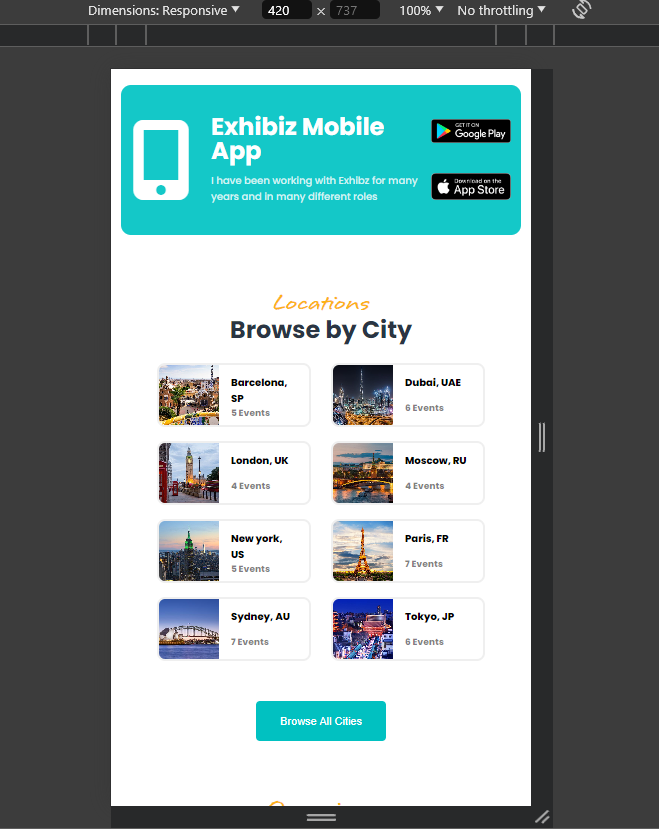 Dimensions: Responsive 420 × 737 100% No throttling
Exhibiz Mobile
App
I have been working with Exhibz for many
years and in many different roles
GET IT ON
Google Play
Download on the
App Store
Locations
Browse by City
Barcelona,
SP
5 Events
Dubai, UAE
6 Events
London, UK
4 Events
Moscow, RU
4 Events
New york,
US
5 Events
Paris, FR
7 Events
Sydney, AU
7 Events
Tokyo, JP
6 Events
Browse All Cities